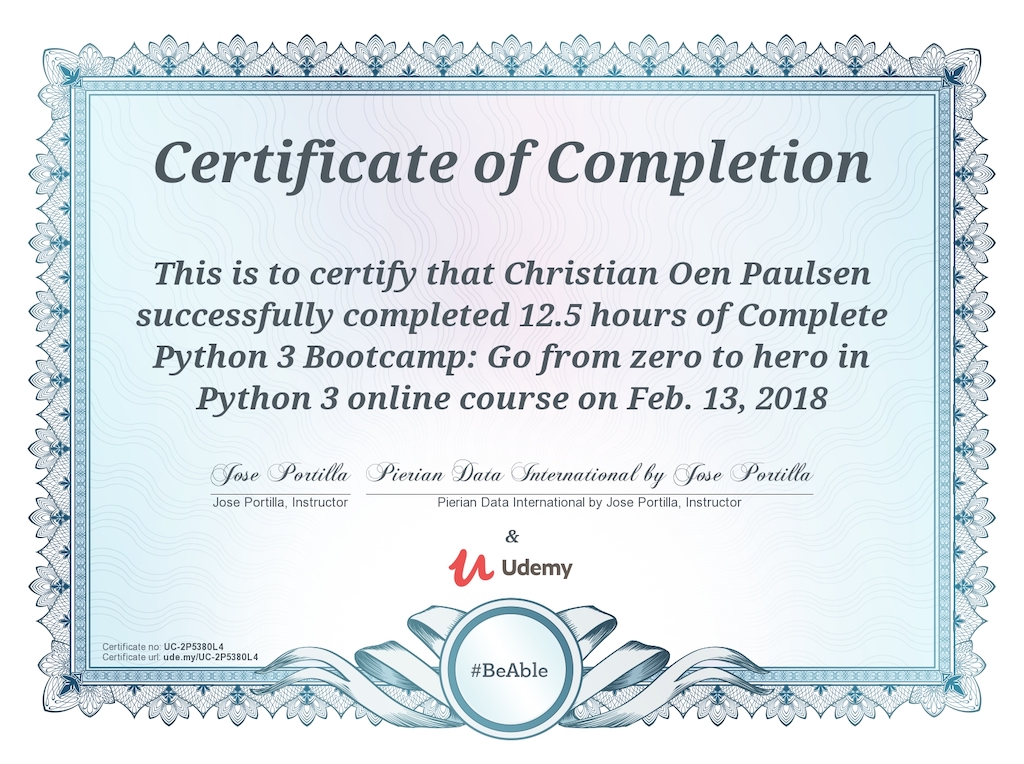 Certificate of Completion
This is to certify that Christian Oen Paulsen
successfully completed 12.5 hours of Complete
Python 3 Bootcamp: Go from zero to hero in
Python 3 online course on Feb. 13, 2018
Jose Portilla Pierian Data International by Jose Portilla
Jose Portilla, Instructor Pierian Data International by Jose Portilla, Instructor
&
Udemy
#BeAble
Certificate no: UC-2P5380L4
Certificate url: ude.my/UC-2P5380L4